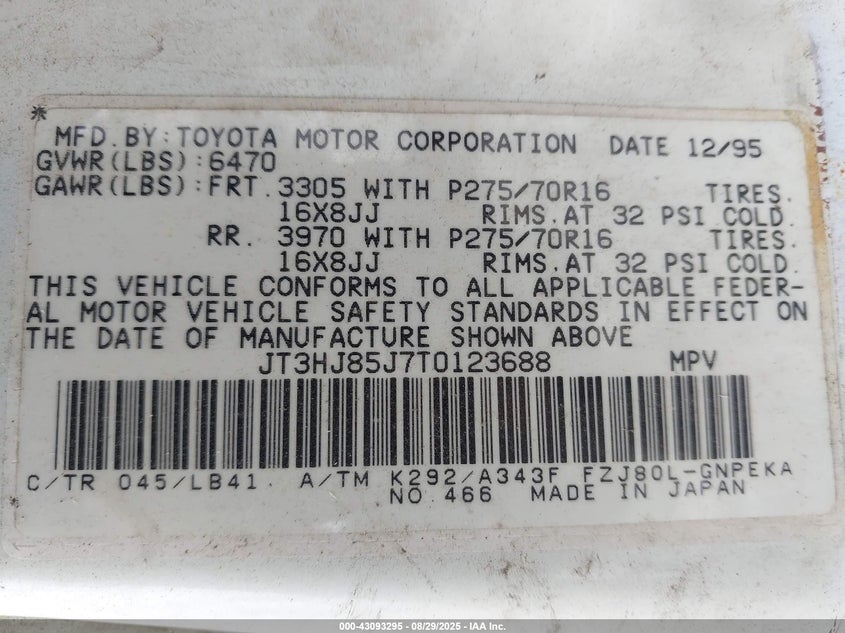 *
MFD. BY: TOYOTA MOTOR CORPORATION DATE 12/95
GVWR(LBS): 6470
GAWR(LBS): FRT. 3305 WITH P275/70R16 TIRES.
16X8JJ RIMS. AT 32 PSI COLD.
RR. 3970 WITH P275/70R16 TIRES.
16X8JJ RIMS. AT 32 PSI COLD.
THIS VEHICLE CONFORMS TO ALL APPLICABLE FEDER-
AL MOTOR VEHICLE SAFETY STANDARDS IN EFFECT ON
THE DATE OF MANUFACTURE SHOWN ABOVE
JT3HJ85J7T0123688 MPV
C/TR 045/LB41. A/TM K292/A343F FZJ80L-GNPEKA
NO. 466 MADE IN JAPAN
000-43093295 - 08/29/2025 - IAA Inc.